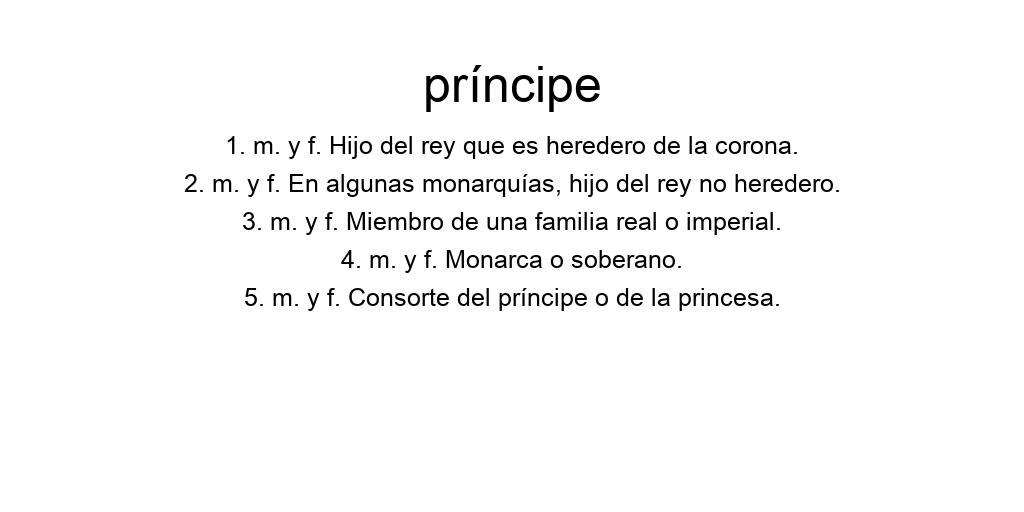 príncipe
1. m. y f. Hijo del rey que es heredero de la corona.
2. m. y f. En algunas monarquías, hijo del rey no heredero.
3. m. y f. Miembro de una familia real o imperial.
4. m. y f. Monarca o soberano.
5. m. y f. Consorte del príncipe o de la princesa.